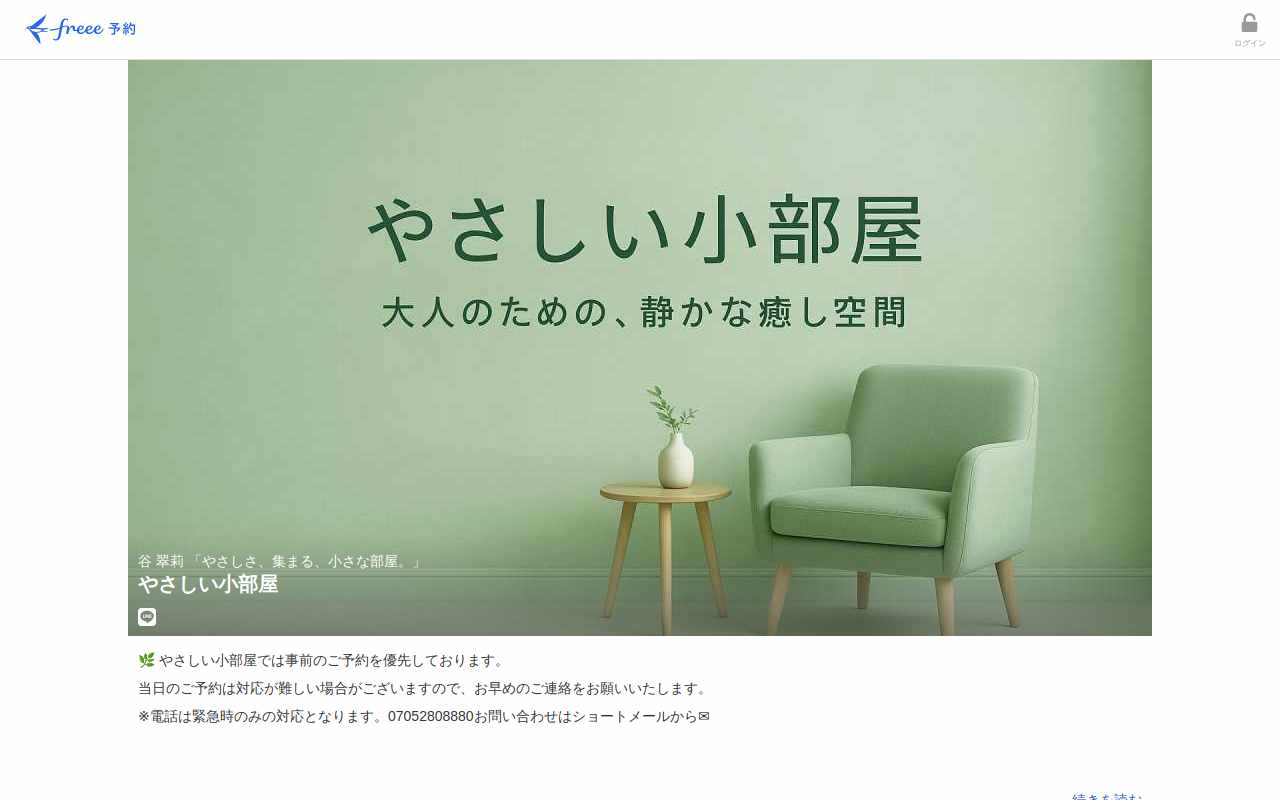 freee 予約
ログイン
やさしい小部屋
大人のための、静かな癒し空間
谷 翠莉 「やさしさ、集まる、小さな部屋。」
やさしい小部屋
LINE
🌿 やさしい小部屋では事前のご予約を優先しております。
当日のご予約は対応が難しい場合がございますので、お早めのご連絡をお願いいたします。
※電話は緊急時のみの対応となります。07052808880お問い合わせはショートメールから✉
続きを読む